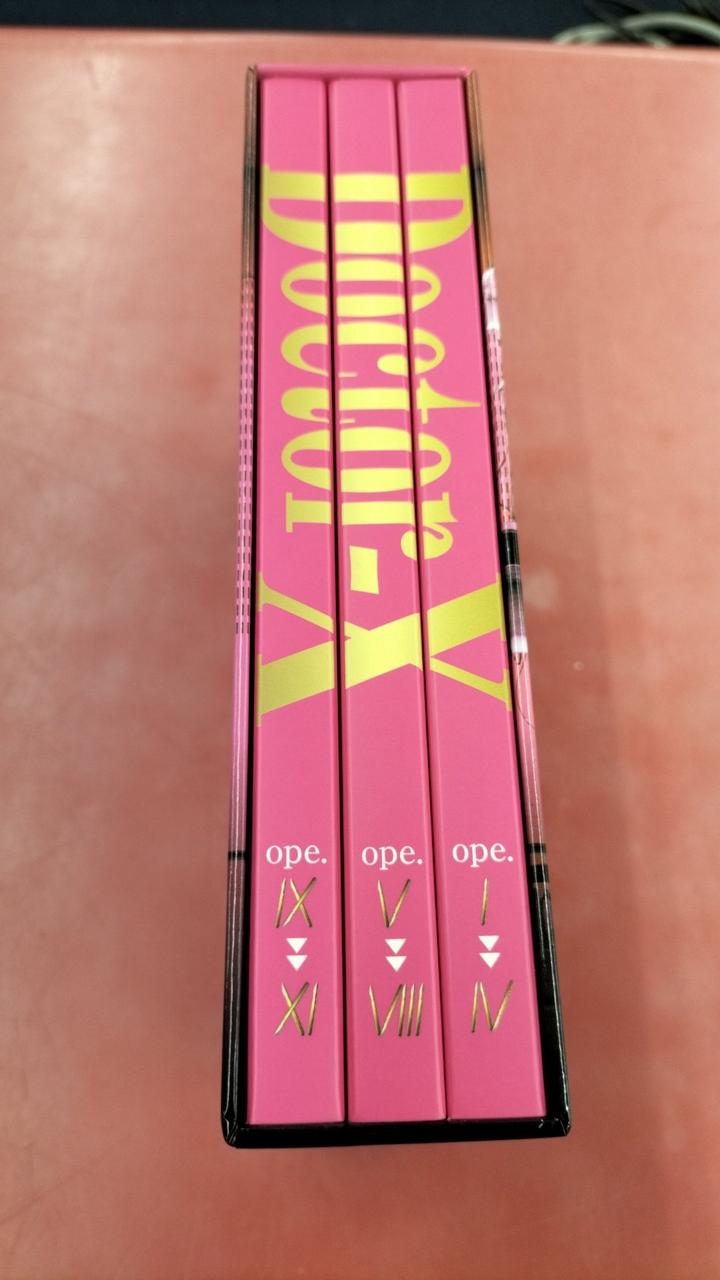 Doctor-X
ope.
IX
XI
ope.
V
VIII
ope.
I
IV